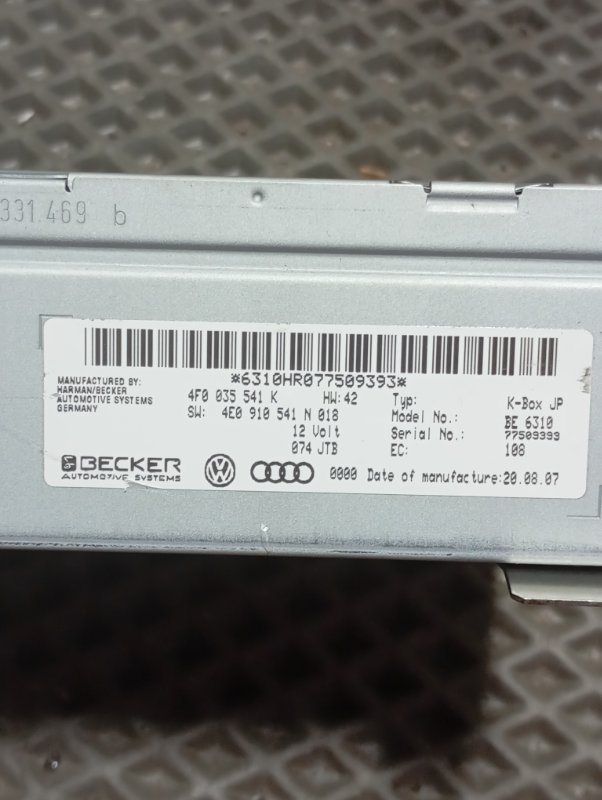 331.469 b
*6310HR077509393*
MANUFACTURED BY:
HARMAN/BECKER
AUTOMOTIVE SYSTEMS
GERMANY
4F0 035 541 K HW:42 Typ: K-Box JP
SW: 4E0 910 541 N 018 Model No.: BE 6310
12 Volt Serial No.: 77509393
074 JTB EC: 108
BECKER
AUTOMOTIVE SYSTEMS
0000 Date of manufacture:20.08.07